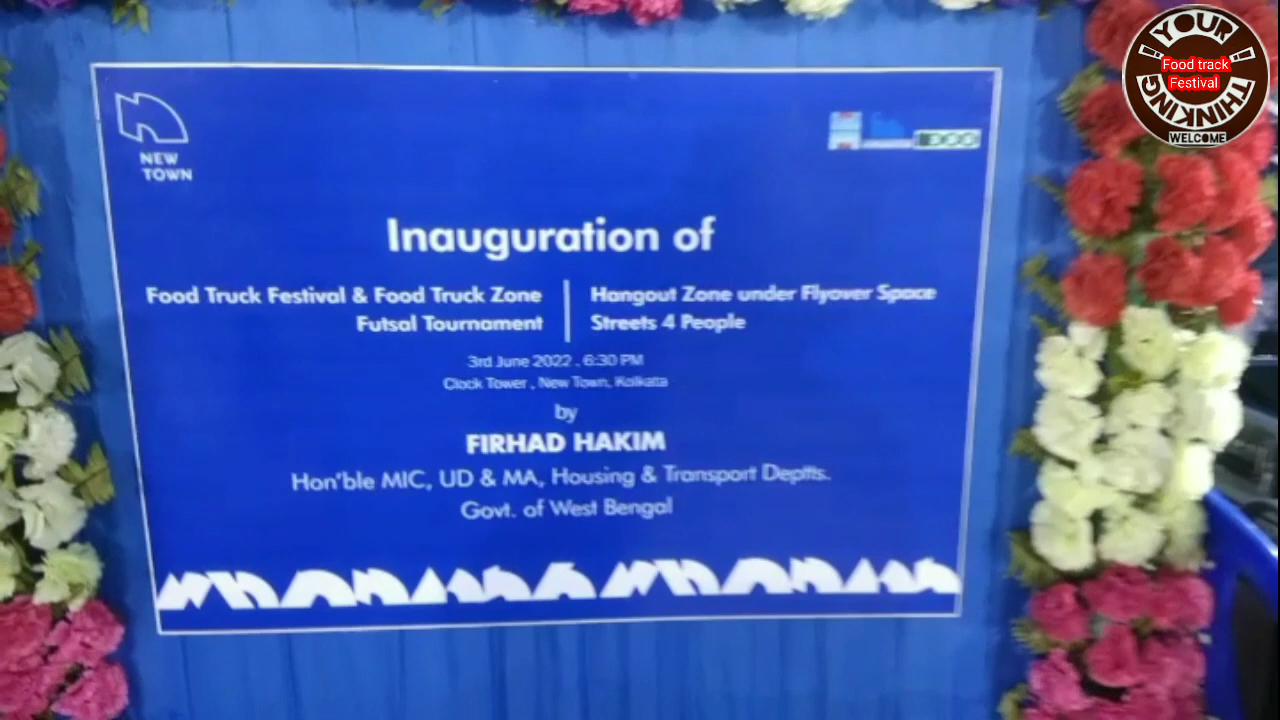 YOUR
THINKING
Food track
Festival
WELCOME
NEW
TOWN
Inauguration of
Food Truck Festival & Food Truck Zone
Futsal Tournament
Hangout Zone under Flyover Space
Streets 4 People
3rd June 2022 . 6:30 PM
Clock Tower , New Town, Kolkata
by
FIRHAD HAKIM
Hon'ble MIC, UD & MA, Housing & Transport Deptts.
Govt. of West Bengal